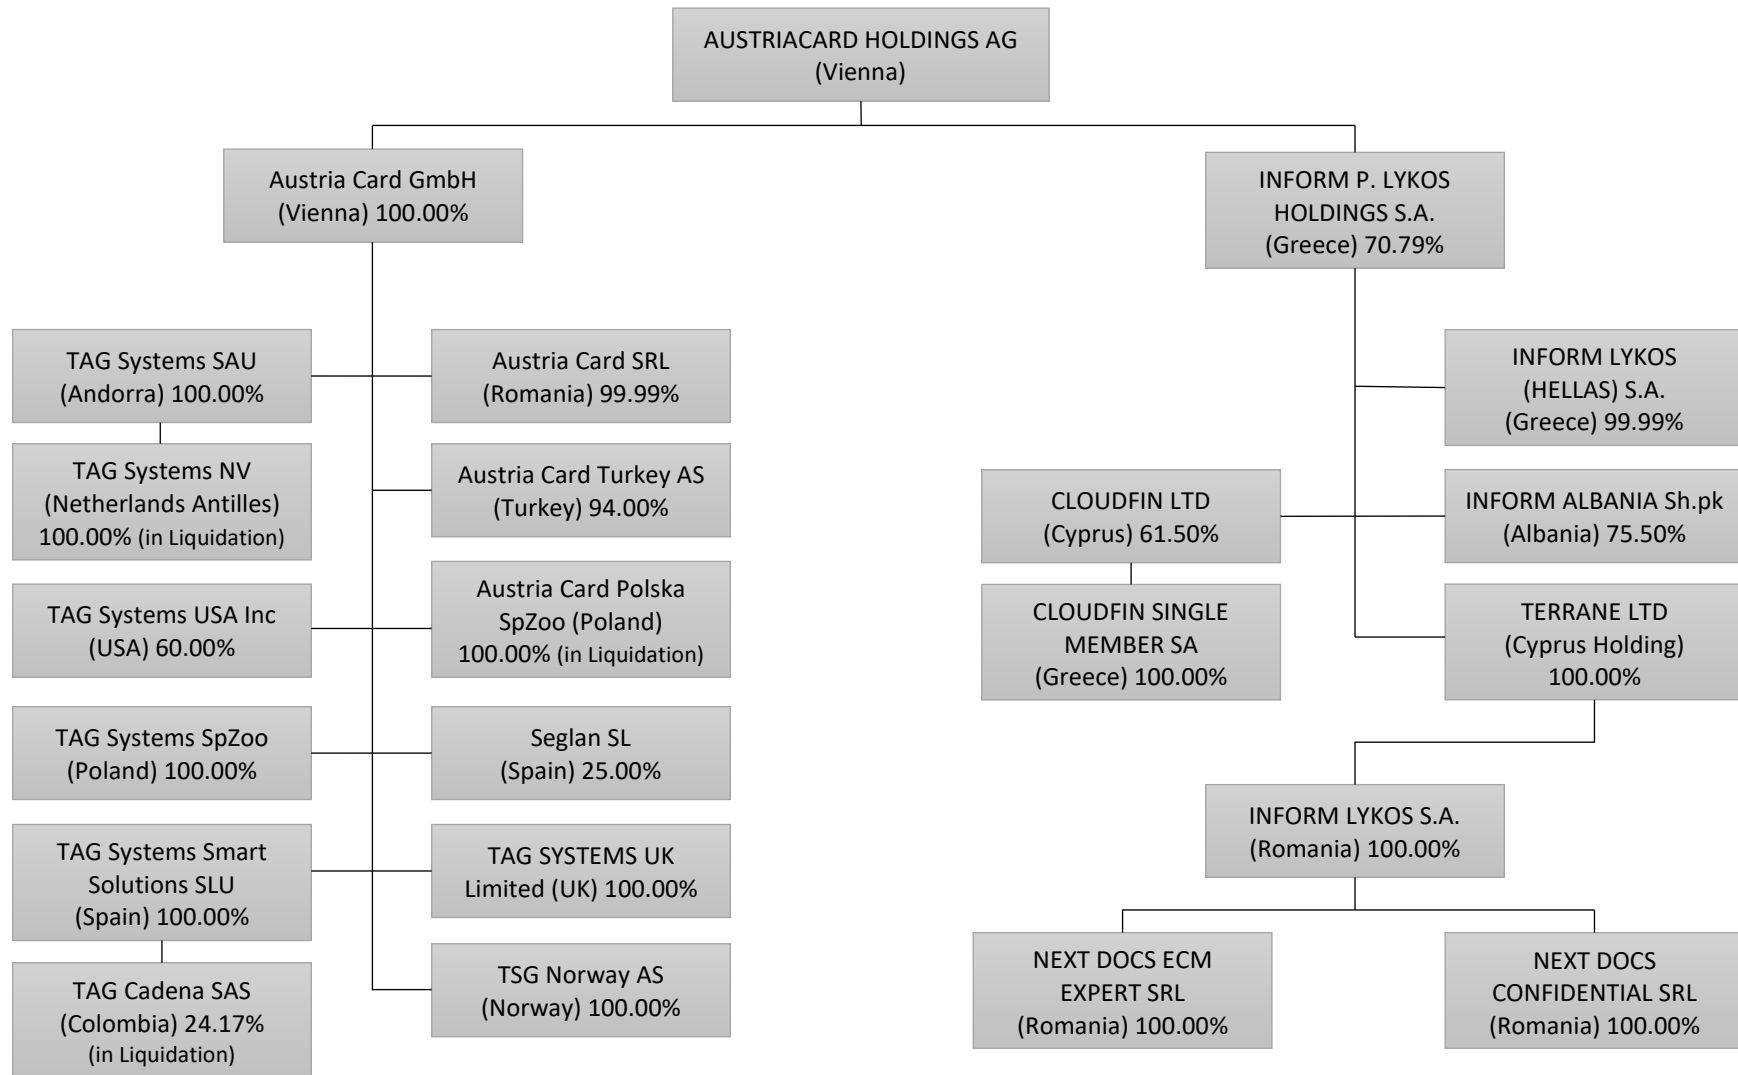 AUSTRIACARD HOLDINGS AG
(Vienna)
Austria Card GmbH
(Vienna) 100.00%
INFORM P. LYKOS
HOLDINGS S.A.
(Greece) 70.79%
TAG Systems SAU
(Andorra) 100.00%
Austria Card SRL
(Romania) 99.99%
INFORM LYKOS
(HELLAS) S.A.
(Greece) 99.99%
TAG Systems NV
(Netherlands Antilles)
100.00% (in Liquidation)
Austria Card Turkey AS
(Turkey) 94.00%
CLOUDFIN LTD
(Cyprus) 61.50%
INFORM ALBANIA Sh.pk
(Albania) 75.50%
TAG Systems USA Inc
(USA) 60.00%
Austria Card Polska
SpZoo (Poland)
100.00% (in Liquidation)
CLOUDFIN SINGLE
MEMBER SA
(Greece) 100.00%
TERRANE LTD
(Cyprus Holding)
100.00%
TAG Systems SpZoo
(Poland) 100.00%
Seglan SL
(Spain) 25.00%
INFORM LYKOS S.A.
(Romania) 100.00%
TAG Systems Smart
Solutions SLU
(Spain) 100.00%
TAG SYSTEMS UK
Limited (UK) 100.00%
TAG Cadena SAS
(Colombia) 24.17%
(in Liquidation)
TSG Norway AS
(Norway) 100.00%
NEXT DOCS ECM
EXPERT SRL
(Romania) 100.00%
NEXT DOCS
CONFIDENTIAL SRL
(Romania) 100.00%